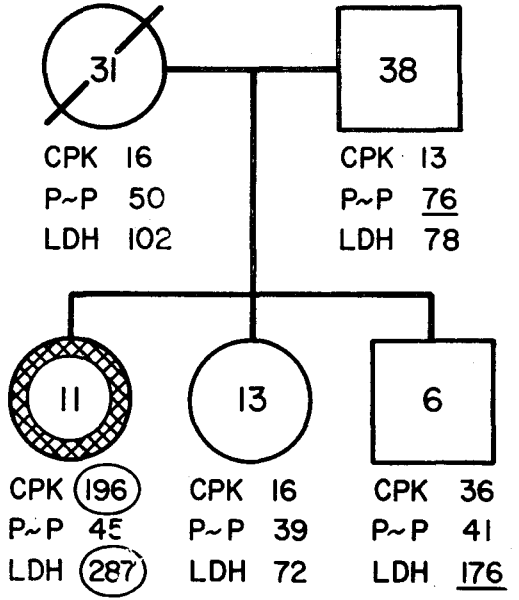 31 38
CPK 16 CPK 13
P~P 50 P~P 76
LDH 102 LDH 78
11 13 6
CPK 196 CPK 16 CPK 36
P~P 45 P~P 39 P~P 41
LDH 287 LDH 72 LDH 176